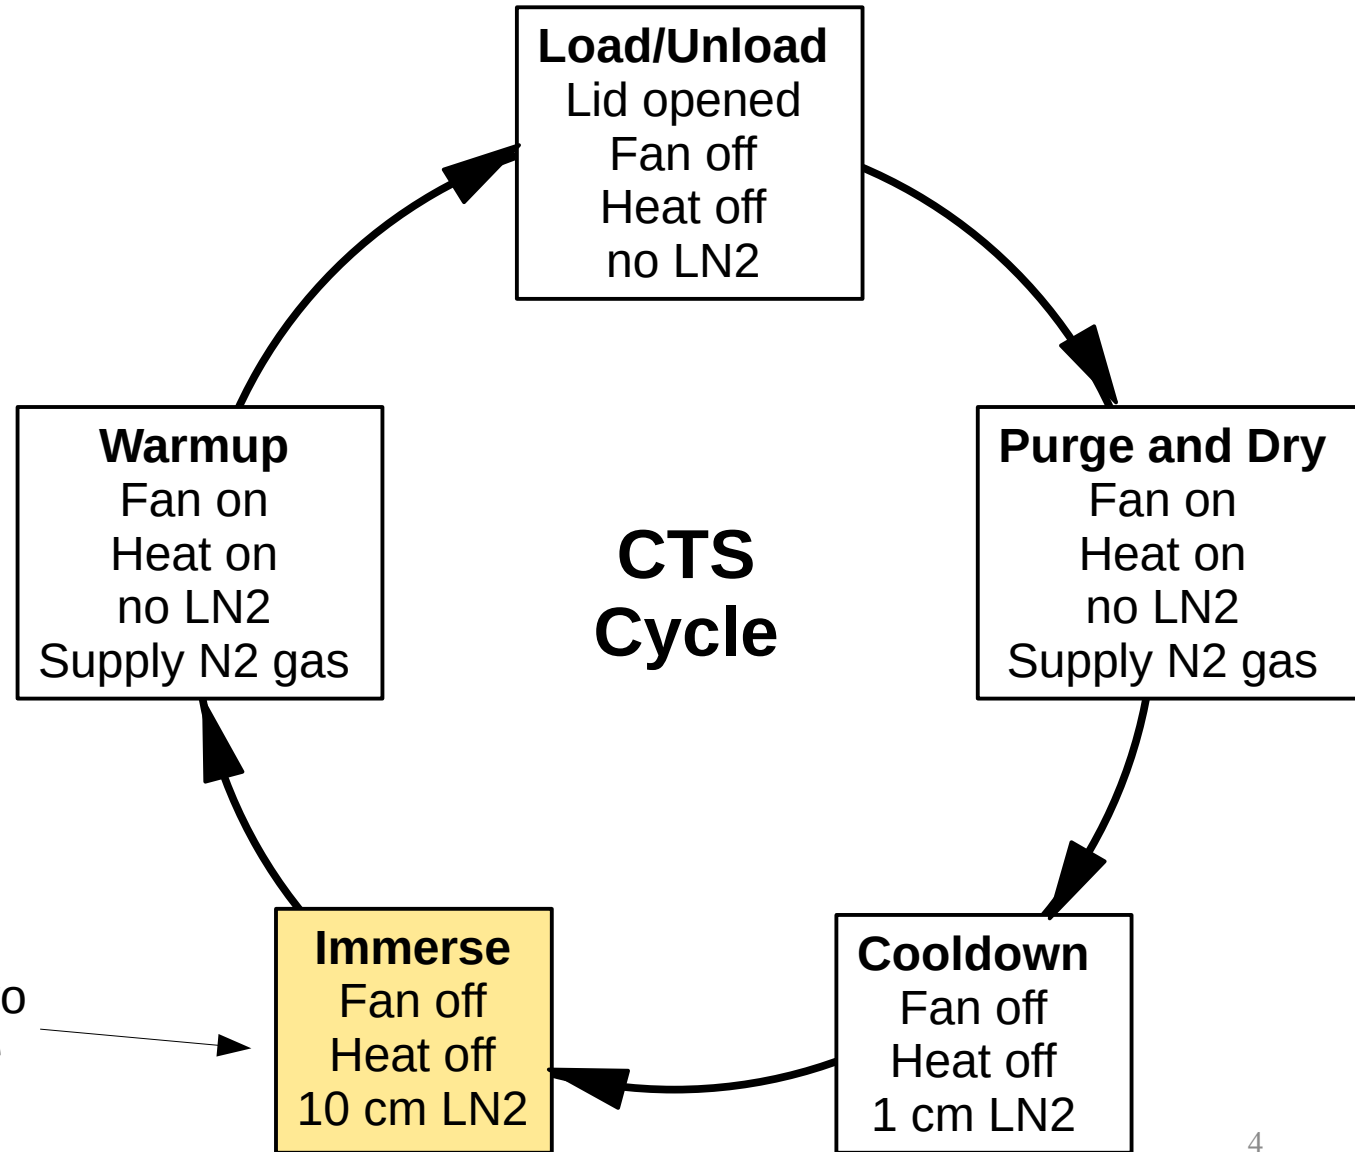 Load/Unload
Lid opened
Fan off
Heat off
no LN2
Warmup
Fan on
Heat on
no LN2
Supply N2 gas
CTS
Cycle
Purge and Dry
Fan on
Heat on
no LN2
Supply N2 gas
Immerse
Fan off
Heat off
10 cm LN2
Cooldown
Fan off
Heat off
1 cm LN2
4